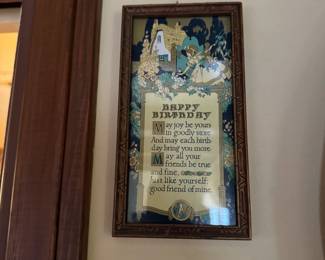 HAPPY
BIRTHDAY
May joy be yours
in goodly store
And may each birth-
day bring you more
May all your
friends be true
and fine,
Just like yourself;
good friend of mine.